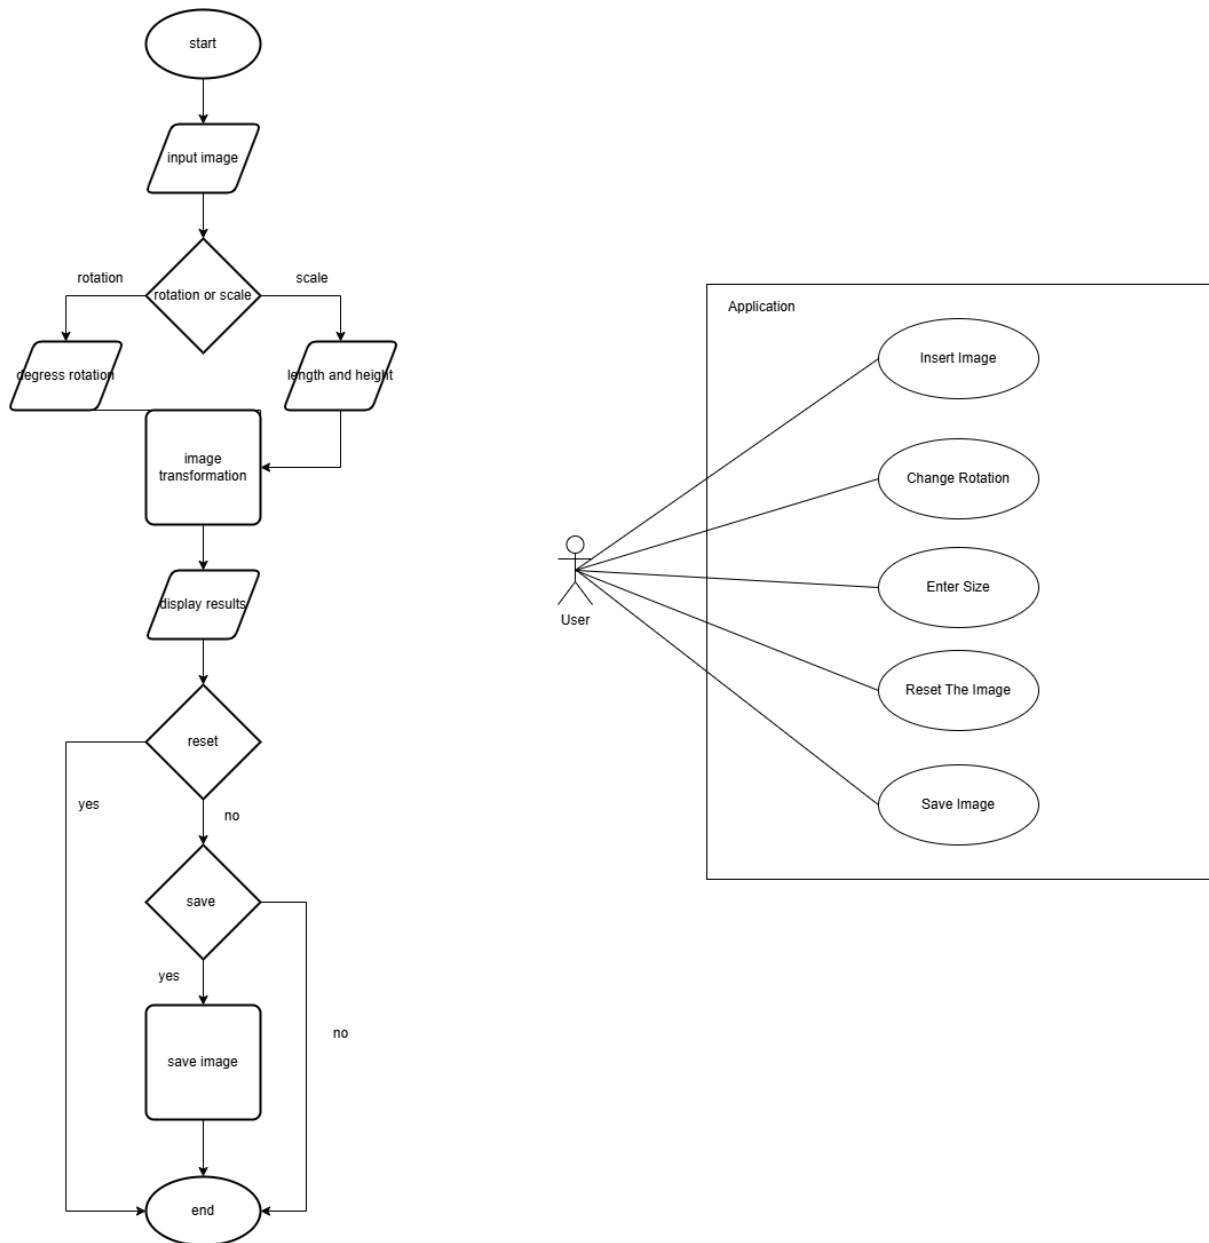 start
input image
rotation
scale
rotation or scale
degress rotation
length and height
image
transformation
display results
reset
yes
no
save
yes
no
save image
end
Application
Insert Image
Change Rotation
Enter Size
User
Reset The Image
Save Image